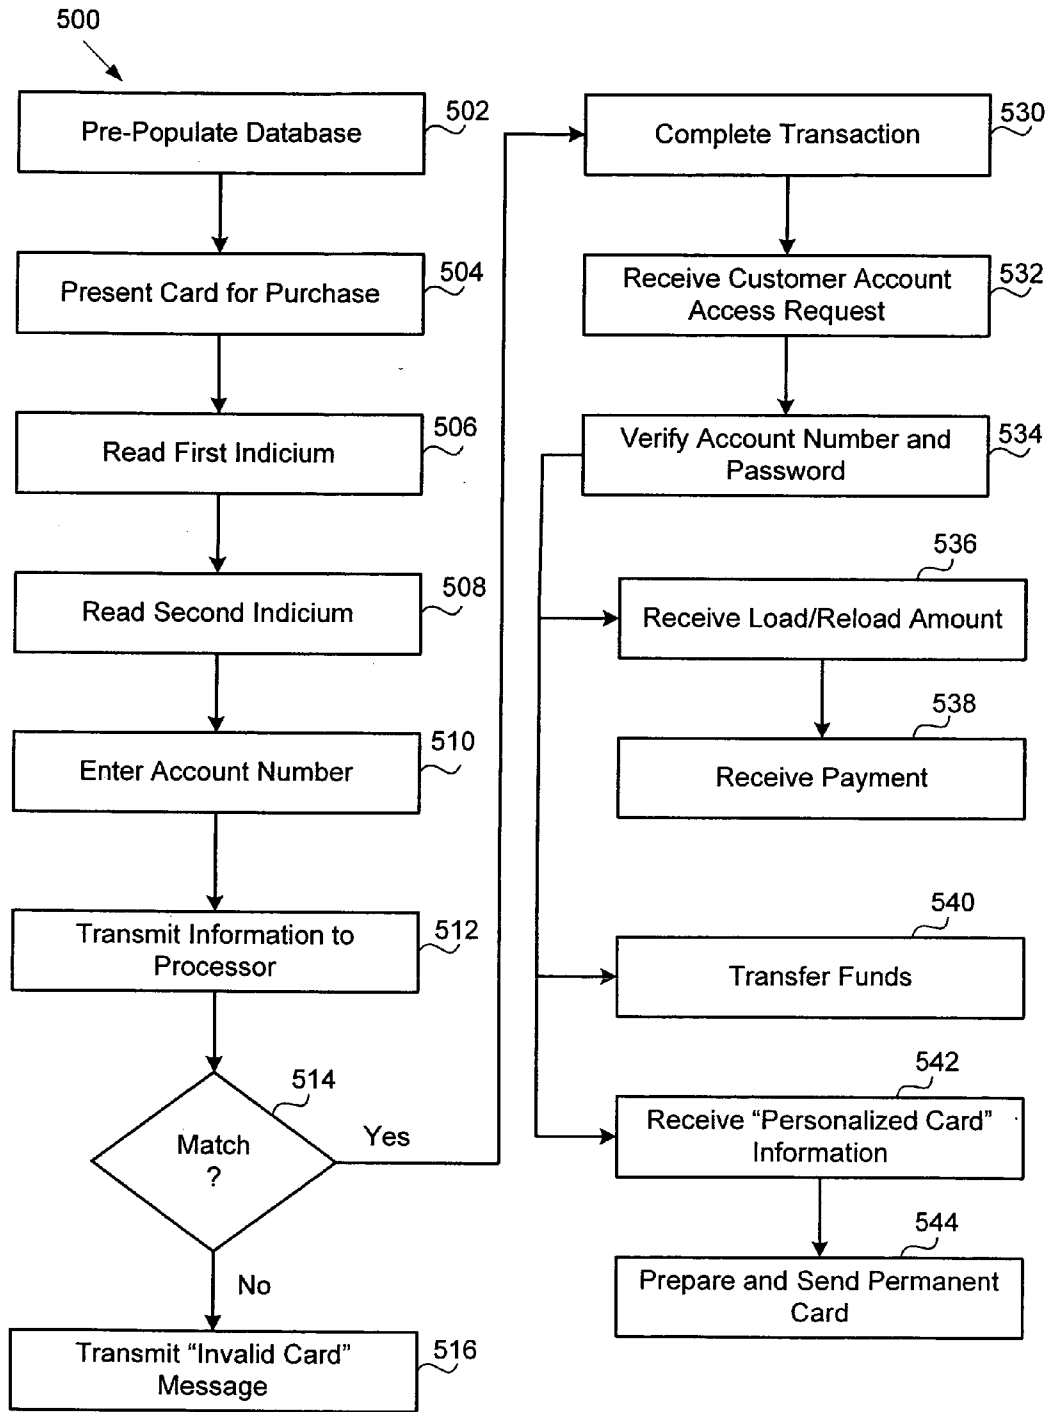 500
Pre-Populate Database
502
Present Card for Purchase
504
Read First Indicium
506
Read Second Indicium
508
Enter Account Number
510
Transmit Information to
Processor
512
Match
?
514
Yes
No
Transmit “Invalid Card”
Message
516
Complete Transaction
530
Receive Customer Account
Access Request
532
Verify Account Number and
Password
534
536
Receive Load/Reload Amount
538
Receive Payment
540
Transfer Funds
542
Receive “Personalized Card”
Information
544
Prepare and Send Permanent
Card